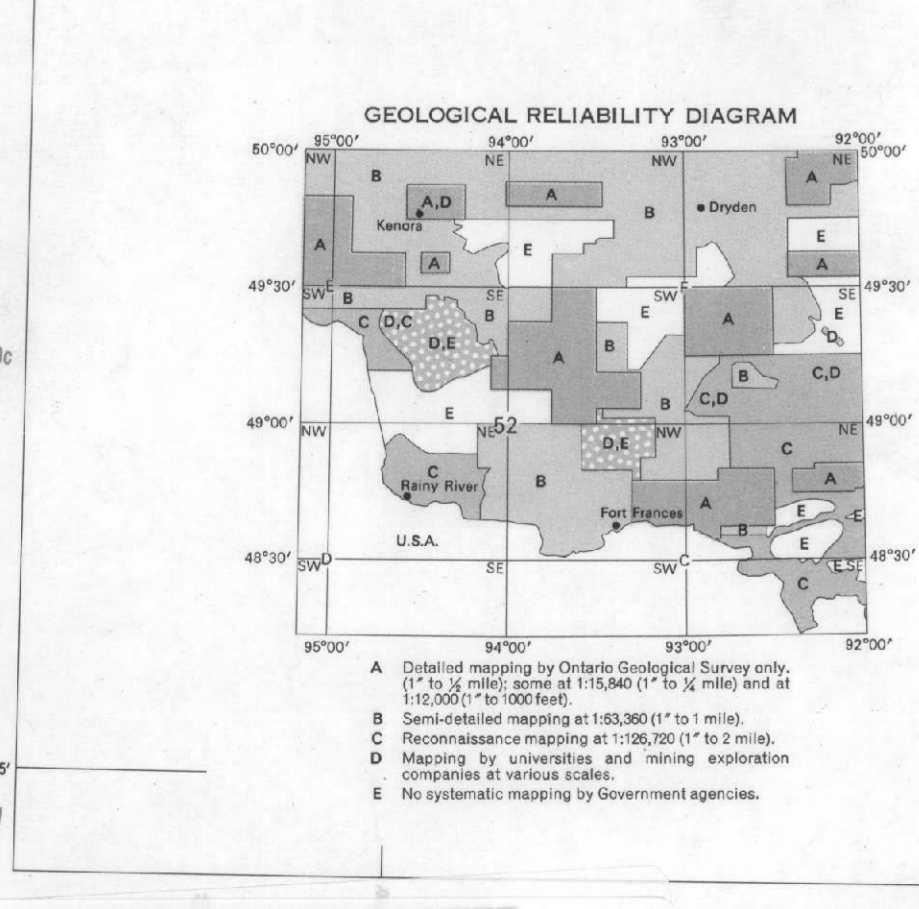 GEOLOGICAL RELIABILITY DIAGRAM
95°00′ 94°00′ 93°00′ 92°00′
50°00′ NW NE NW NE 50°00′
B A
A,D A
Kenora B Dryden
A E E
A A
49°30′ E F 49°30′
SW SE SW SE
B
C D,C B E A E
D,E B D
A
B C,D
C,D
E B
49°00′ 52 49°00′
NW NE NW NE
D,E
C
C B A
Rainy River A
Fort Frances E E
B
U.S.A. E
48°30′ D C 48°30′
SW SE SW E SE
C
95°00′ 94°00′ 93°00′ 92°00′
A Detailed mapping by Ontario Geological Survey only.
(1″ to ½ mile); some at 1:15,840 (1″ to ¼ mile) and at
1:12,000 (1″ to 1000 feet).
B Semi-detailed mapping at 1:63,360 (1″ to 1 mile).
C Reconnaissance mapping at 1:126,720 (1″ to 2 mile).
D Mapping by universities and mining exploration
companies at various scales.
E No systematic mapping by Government agencies.
5′